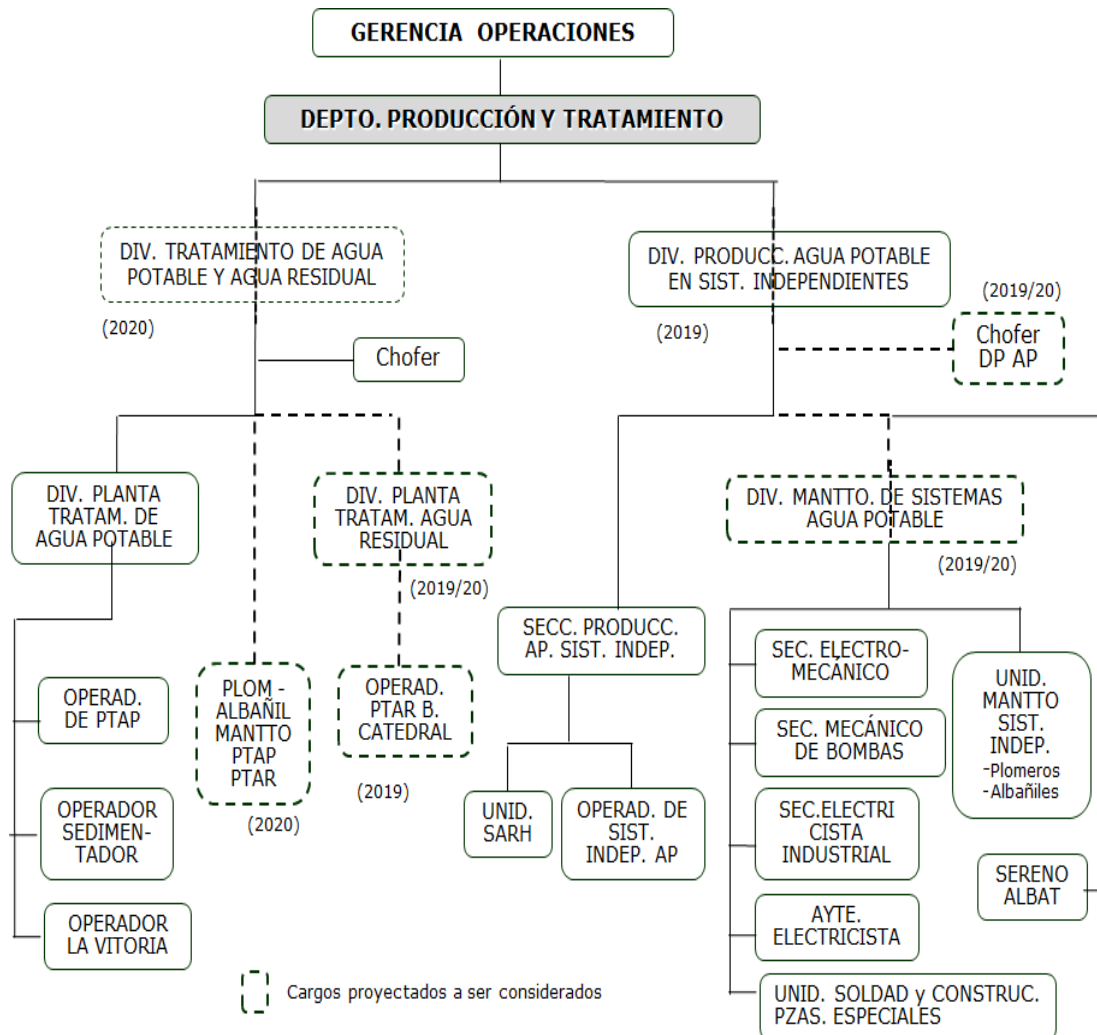 GERENCIA OPERACIONES
DEPTO. PRODUCCIÓN Y TRATAMIENTO
DIV. TRATAMIENTO DE AGUA
POTABLE Y AGUA RESIDUAL
(2020)
DIV. PRODUCC. AGUA POTABLE
EN SIST. INDEPENDIENTES
(2019)
(2019/20)
Chofer
DP AP
Chofer
DIV. PLANTA
TRATAM. DE
AGUA POTABLE
DIV. PLANTA
TRATAM. AGUA
RESIDUAL
(2019/20)
DIV. MANTTO. DE SISTEMAS
AGUA POTABLE
(2019/20)
SECC. PRODUCC.
AP. SIST. INDEP.
OPERAD.
DE PTAP
OPERADOR
SEDIMEN-
TADOR
OPERADOR
LA VITORIA
PLOM -
ALBAÑIL
MANTTO
PTAP
PTAR
(2020)
OPERAD.
PTAR B.
CATEDRAL
(2019)
UNID.
SARH
OPERAD. DE
SIST.
INDEP. AP
SEC. ELECTRO-
MECÁNICO
SEC. MECÁNICO
DE BOMBAS
SEC.ELECTRI
CISTA
INDUSTRIAL
AYTE.
ELECTRICISTA
UNID. SOLDAD y CONSTRUC.
PZAS. ESPECIALES
UNID.
MANTTO
SIST.
INDEP.
-Plomeros
-Albañiles
SERENO
ALBAT
Cargos proyectados a ser considerados